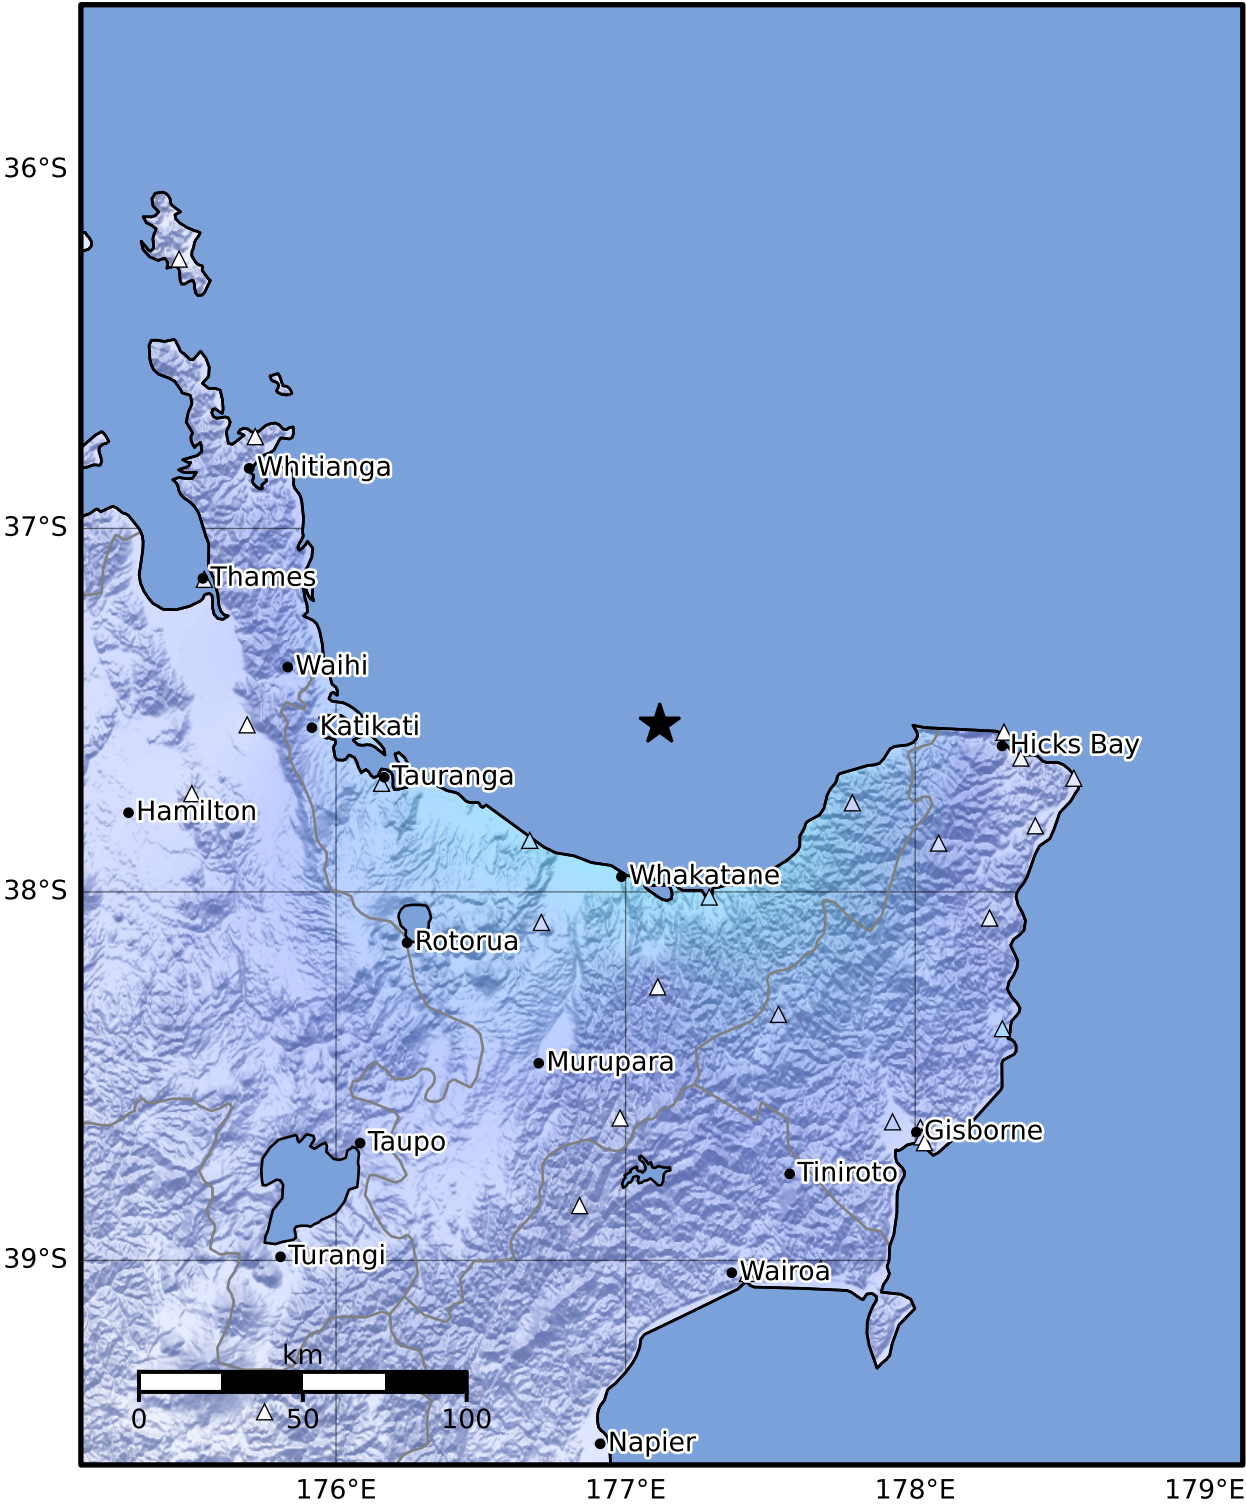 36°S
Whitianga
37°S
Thames
Waihi
Katikati
Hicks Bay
Tauranga
Hamilton
Whakatane
38°S
Rotorua
Murupara
Gisborne
Taupo
Tiniroto
Turangi
39°S
Wairoa
km
0 50 100
Napier
176°E 177°E 178°E 179°E